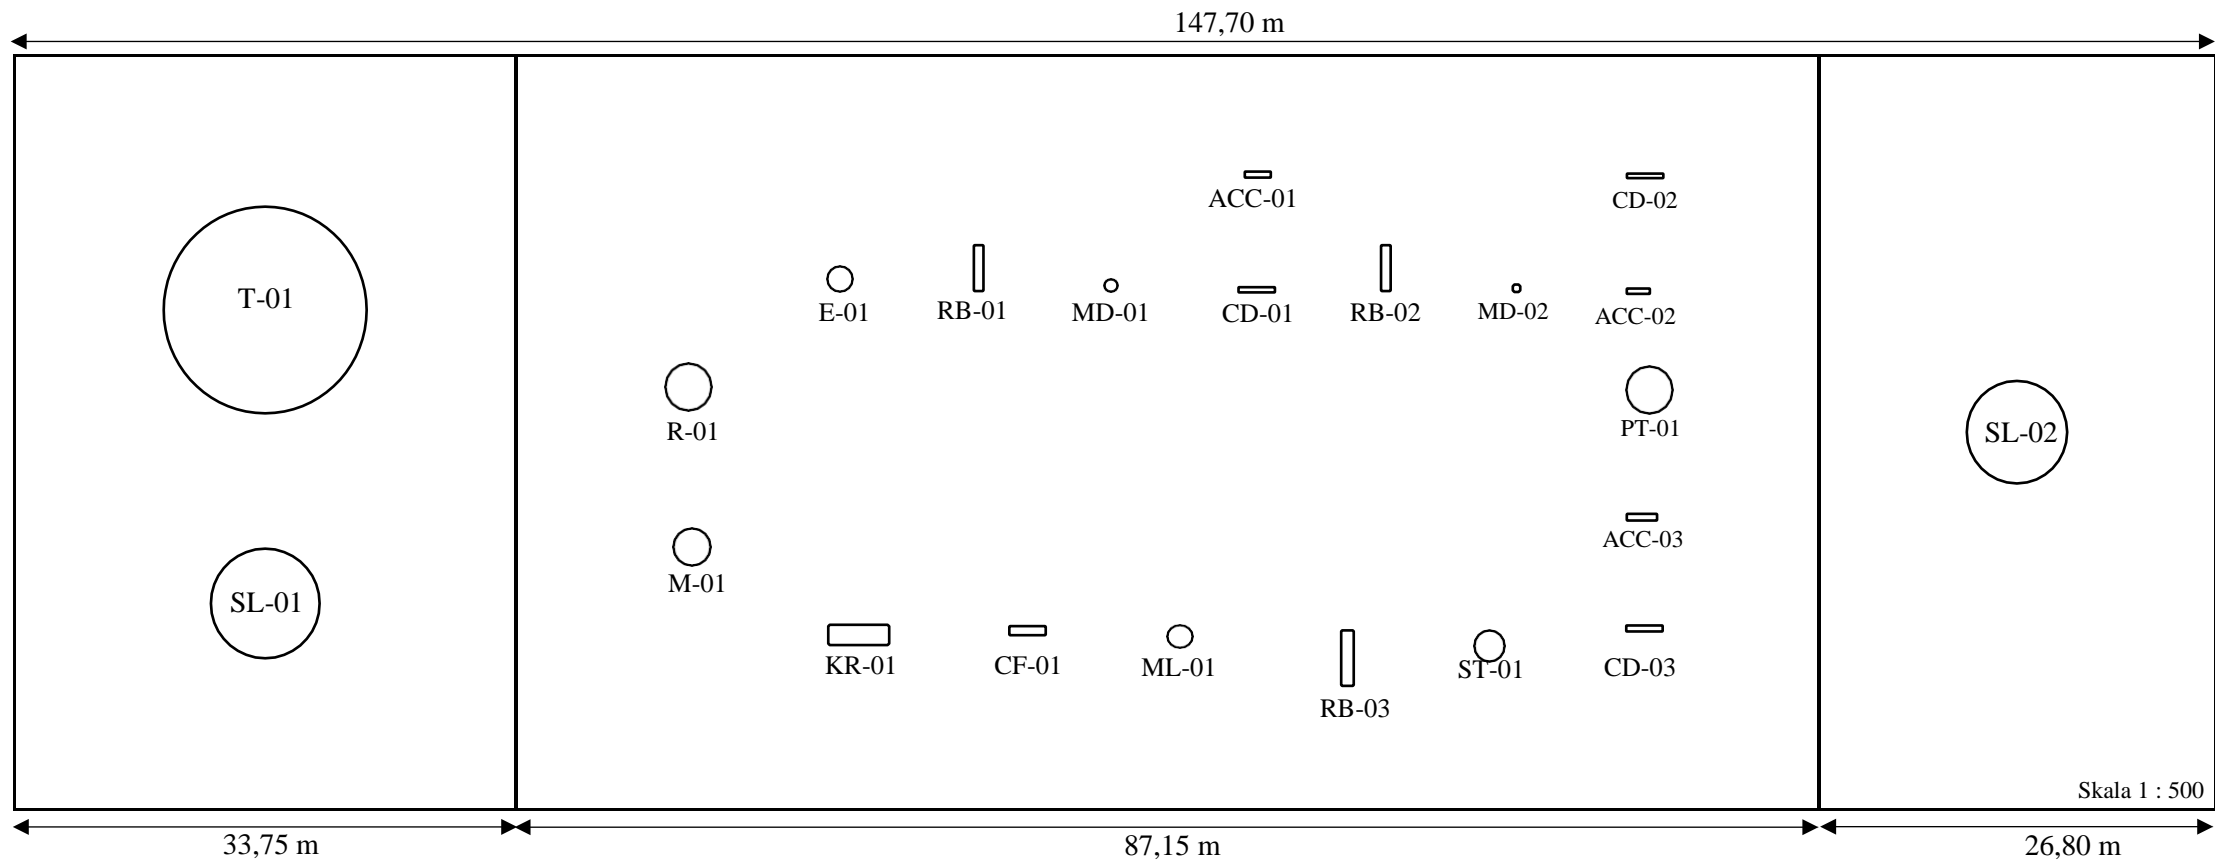 147,70 m
ACC-01
CD-02
T-01
E-01
RB-01
MD-01
CD-01
RB-02
MD-02
ACC-02
R-01
PT-01
SL-02
ACC-03
M-01
SL-01
KR-01
CF-01
ML-01
RB-03
ST-01
CD-03
Skala 1 : 500
33,75 m
87,15 m
26,80 m